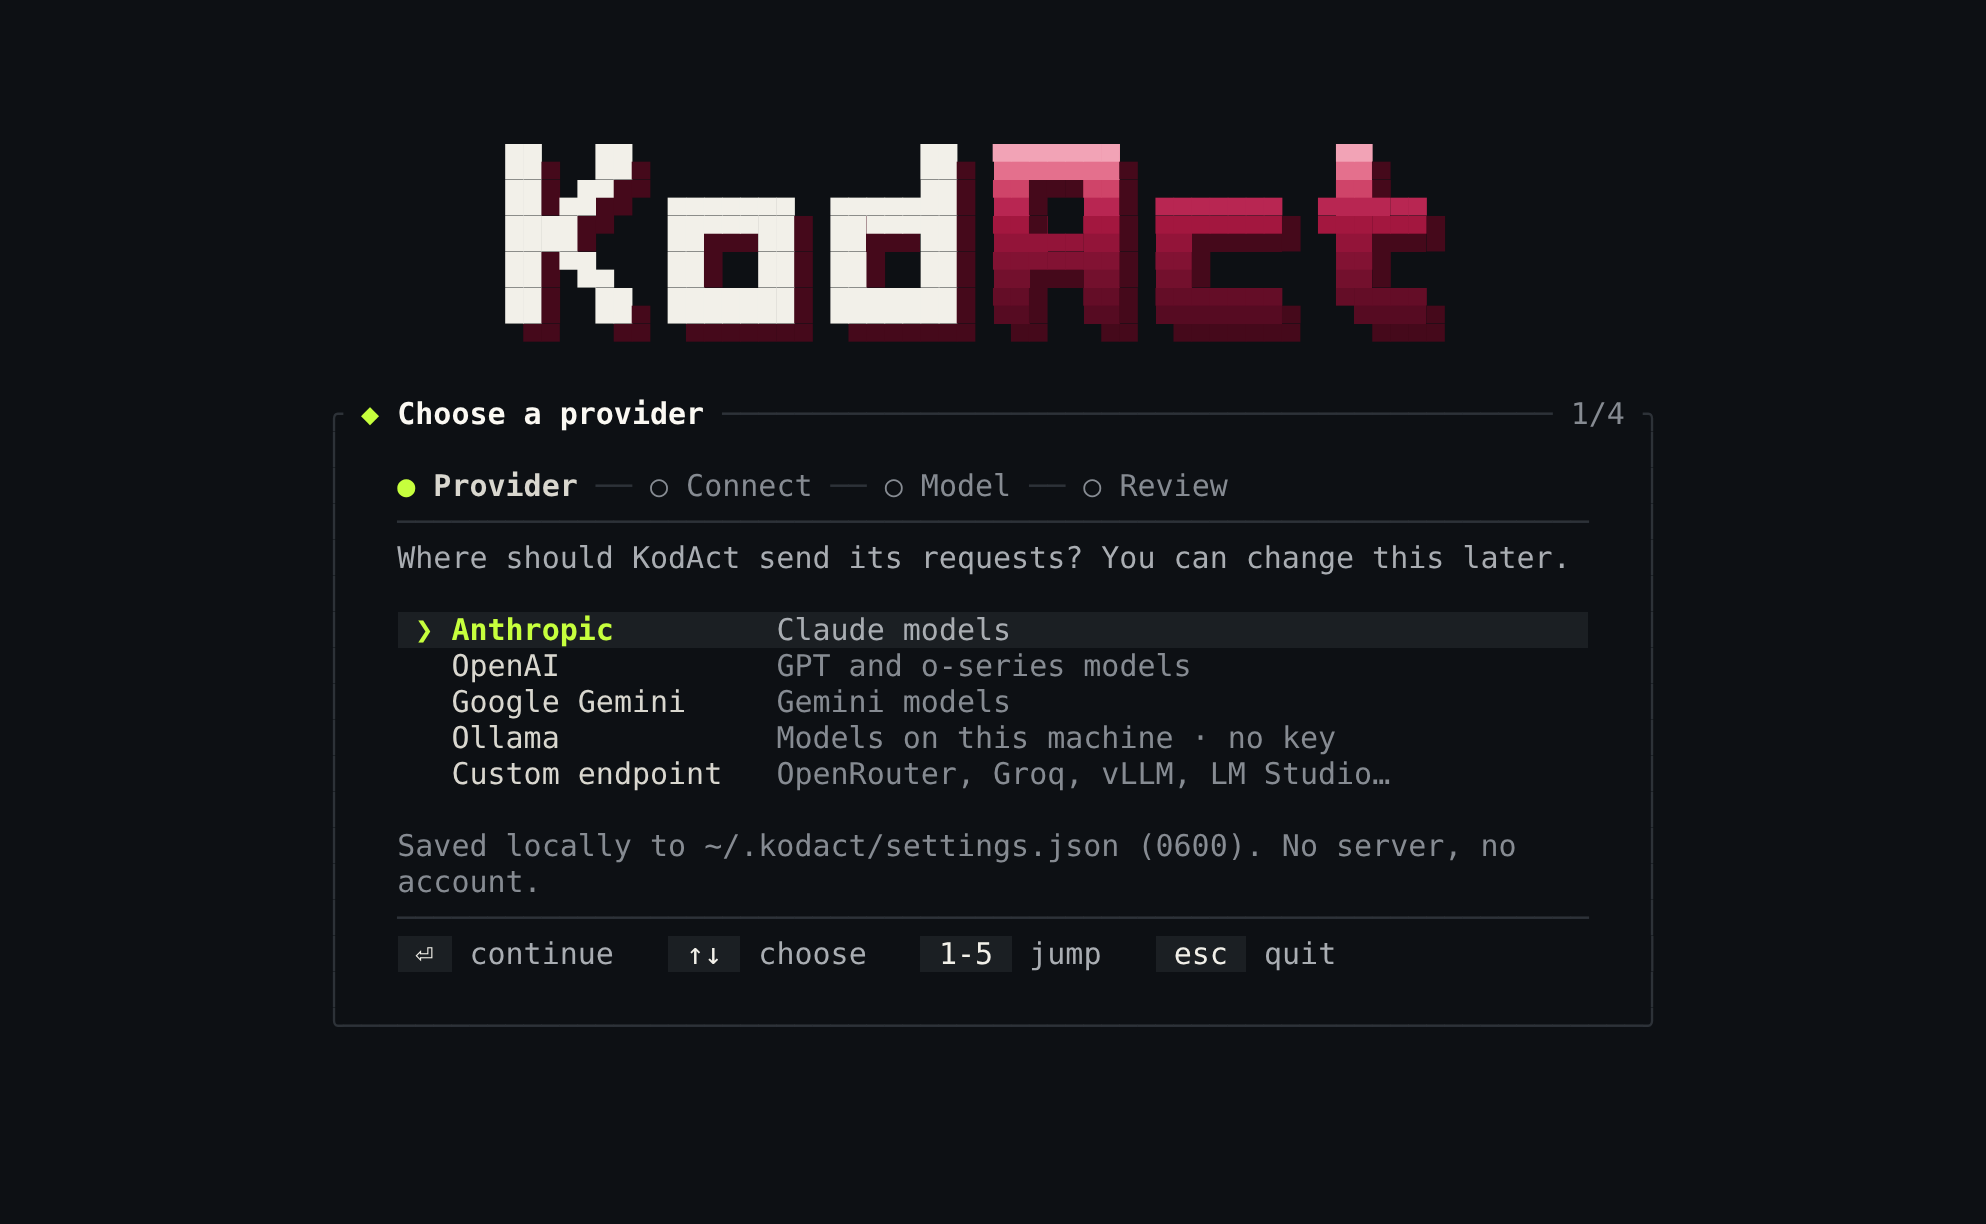 KodAct
◆ Choose a provider 1/4
● Provider ── ○ Connect ── ○ Model ── ○ Review
Where should KodAct send its requests? You can change this later.
❯ Anthropic Claude models
OpenAI GPT and o-series models
Google Gemini Gemini models
Ollama Models on this machine · no key
Custom endpoint OpenRouter, Groq, vLLM, LM Studio…
Saved locally to ~/.kodact/settings.json (0600). No server, no
account.
⏎ continue ↑↓ choose 1-5 jump esc quit